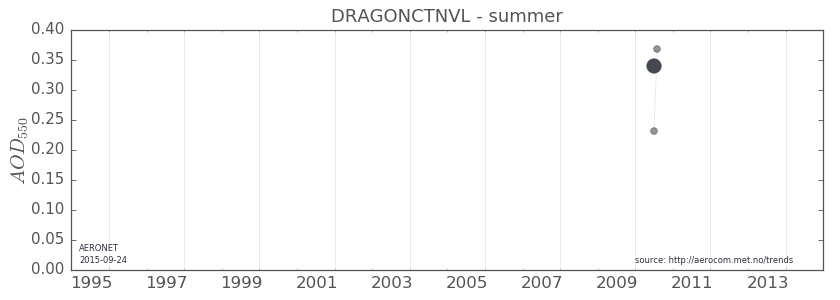 DRAGONCTNVL - summer
0.40
0.35
0.30
0.25
0.20
0.15
0.10
0.05
0.00
AOD550
AERONET
2015-09-24
source: http://aerocom.met.no/trends
1995 1997 1999 2001 2003 2005 2007 2009 2011 2013